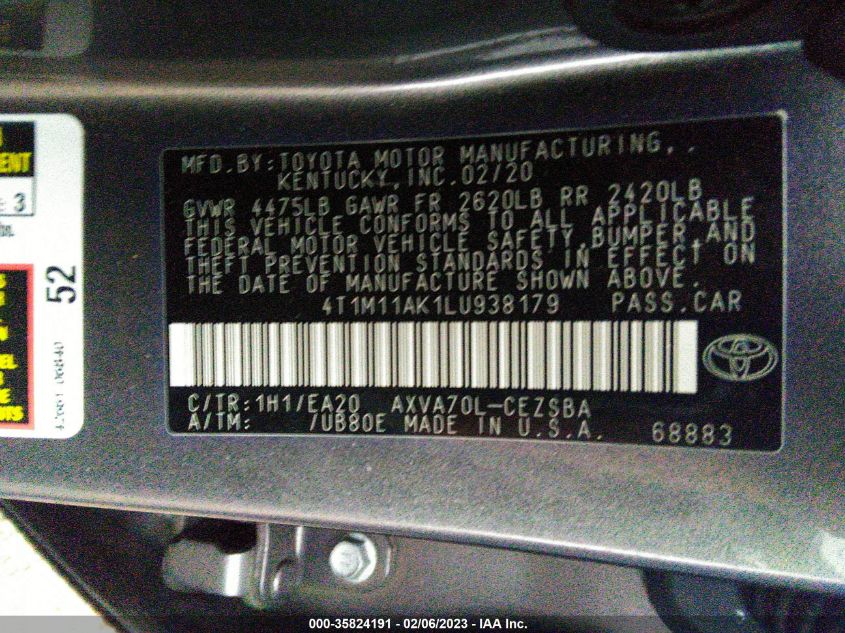 MFD.BY:TOYOTA MOTOR MANUFACTURING,.
KENTUCKY,INC.02/20
GVWR 4475LB GAWR FR 2620LB RR 2420LB
THIS VEHICLE CONFORMS TO ALL APPLICABLE
FEDERAL MOTOR VEHICLE SAFETY,BUMPER,AND
THEFT PREVENTION STANDARDS IN EFFECT ON
THE DATE OF MANUFACTURE SHOWN ABOVE.
4T1M11AK1LU938179 PASS.CAR
C/TR:1H1/EA20 AXVA70L-CEZSBA
A/TM: /UB80E MADE IN U.S.A. 68883
3
52
000-35824191 - 02/06/2023 - IAA Inc.